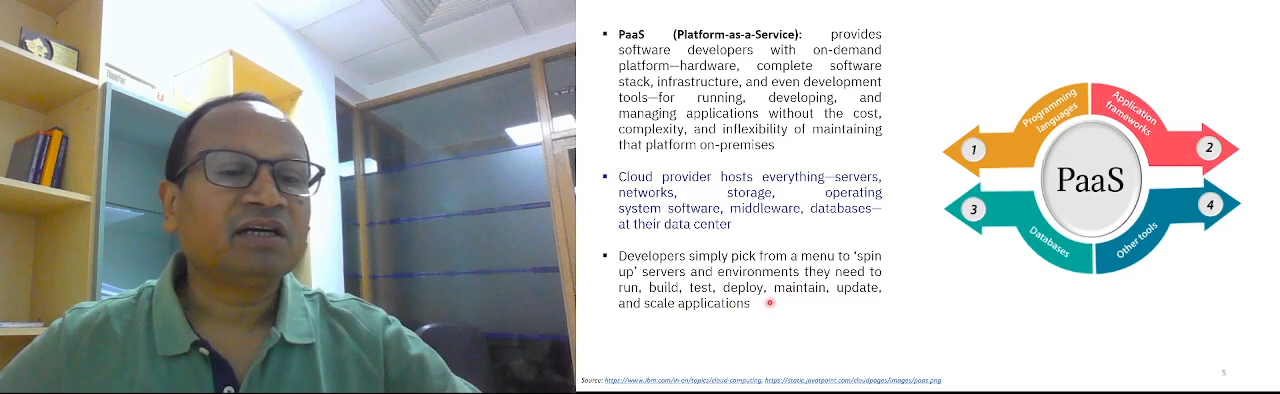 ▪ PaaS (Platform-as-a-Service): provides
software developers with on-demand
platform—hardware, complete software
stack, infrastructure, and even development
tools—for running, developing, and
managing applications without the cost,
complexity, and inflexibility of maintaining
that platform on-premises
▪ Cloud provider hosts everything—servers,
networks, storage, operating
system software, middleware, databases—
at their data center
▪ Developers simply pick from a menu to ‘spin
up’ servers and environments they need to
run, build, test, deploy, maintain, update,
and scale applications
Programming
languages
Application
frameworks
1
2
PaaS
3
4
Databases
Other tools
Source: https://www.ibm.com/in-en/topics/cloud-computing, https://static.javatpoint.com/cloudpages/images/paas.png
5